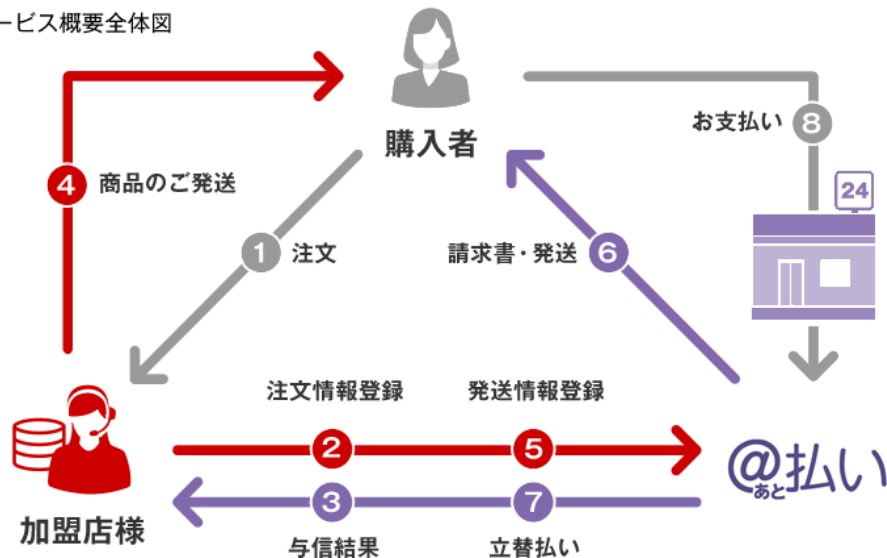 ービス概要全体図
購入者
お支払い 8
24
4 商品のご発送
1 注文
請求書・発送 6
注文情報登録
発送情報登録
2
5
@払い
あと
3
7
加盟店様
与信結果
立替払い